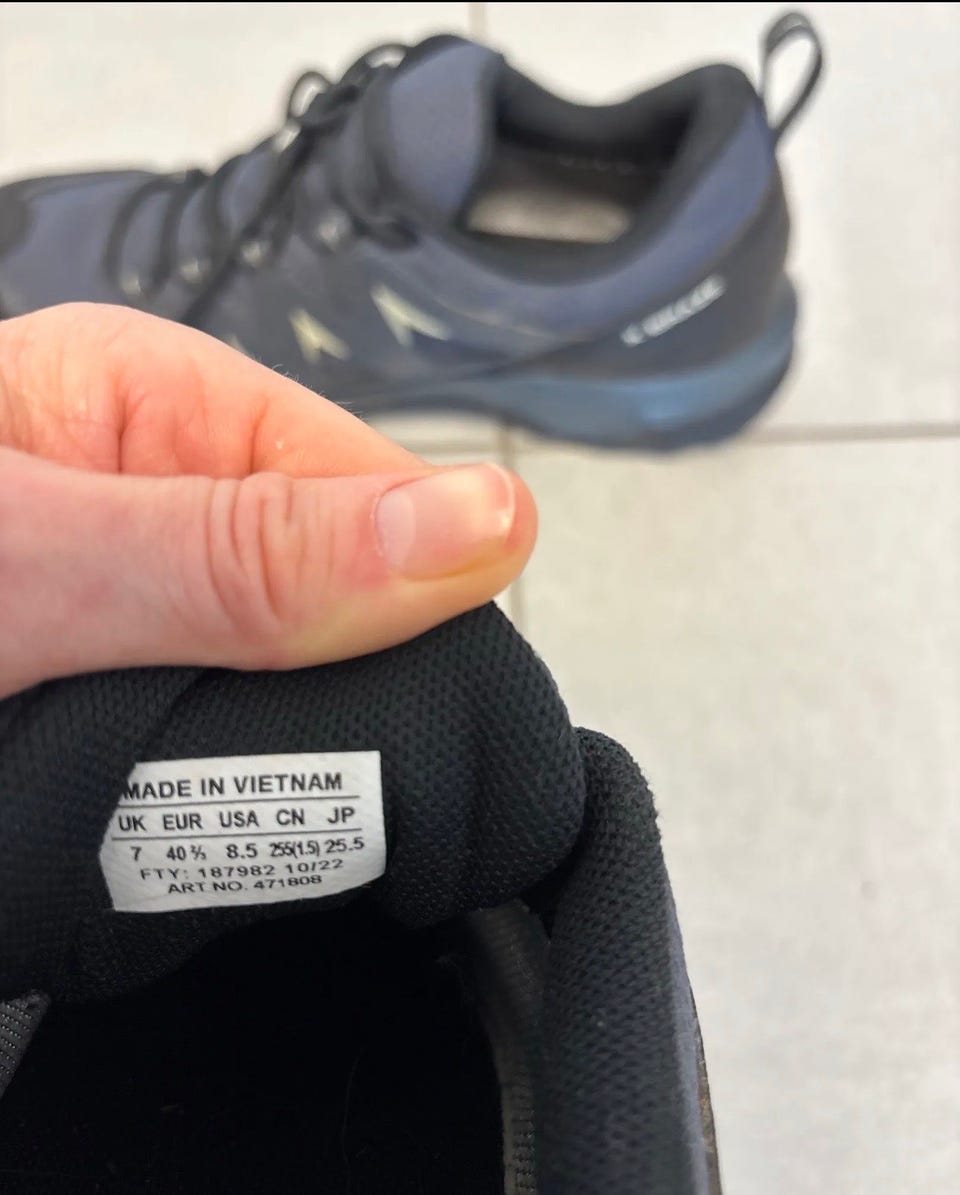 MADE IN VIETNAM
UK EUR USA CN JP
7 40⅔ 8.5 255(1.5) 25.5
FTY: 187982 10/22
ART NO. 471808